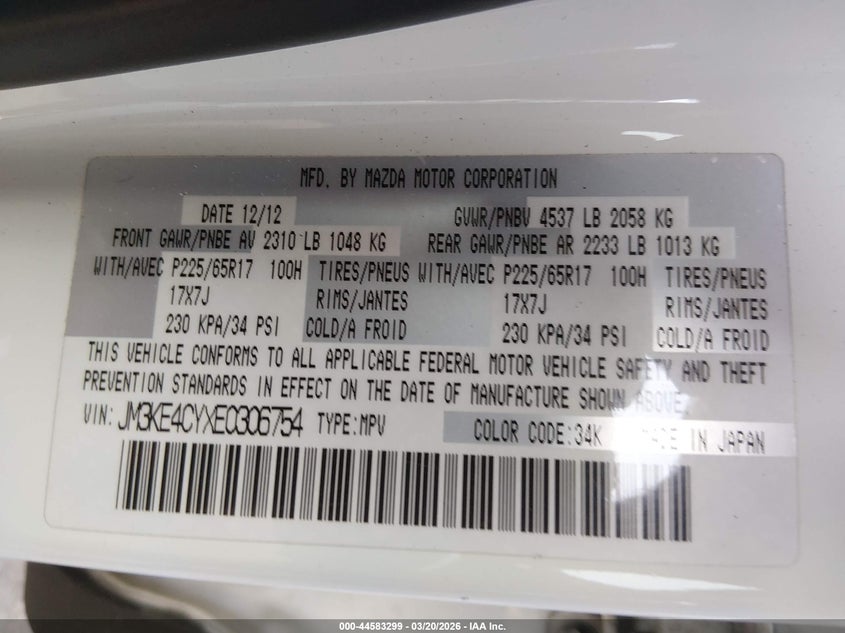 MFD. BY MAZDA MOTOR CORPORATION
DATE 12/12 GVWR/PNBV 4537 LB 2058 KG
FRONT GAWR/PNBE AV 2310 LB 1048 KG REAR GAWR/PNBE AR 2233 LB 1013 KG
WITH/AVEC P225/65R17 100H TIRES/PNEUS WITH/AVEC P225/65R17 100H TIRES/PNEUS
17X7J RIMS/JANTES 17X7J RIMS/JANTES
230 KPA/34 PSI COLD/A FROID 230 KPA/34 PSI COLD/A FROID
THIS VEHICLE CONFORMS TO ALL APPLICABLE FEDERAL MOTOR VEHICLE SAFETY AND THEFT
PREVENTION STANDARDS IN EFFECT ON THE DATE OF MANUFACTURE SHOWN ABOVE.
VIN: JM3KE4CYXE0306754 TYPE:MPV COLOR CODE:34K MADE IN JAPAN
000-44583299 - 03/20/2026 - IAA Inc.